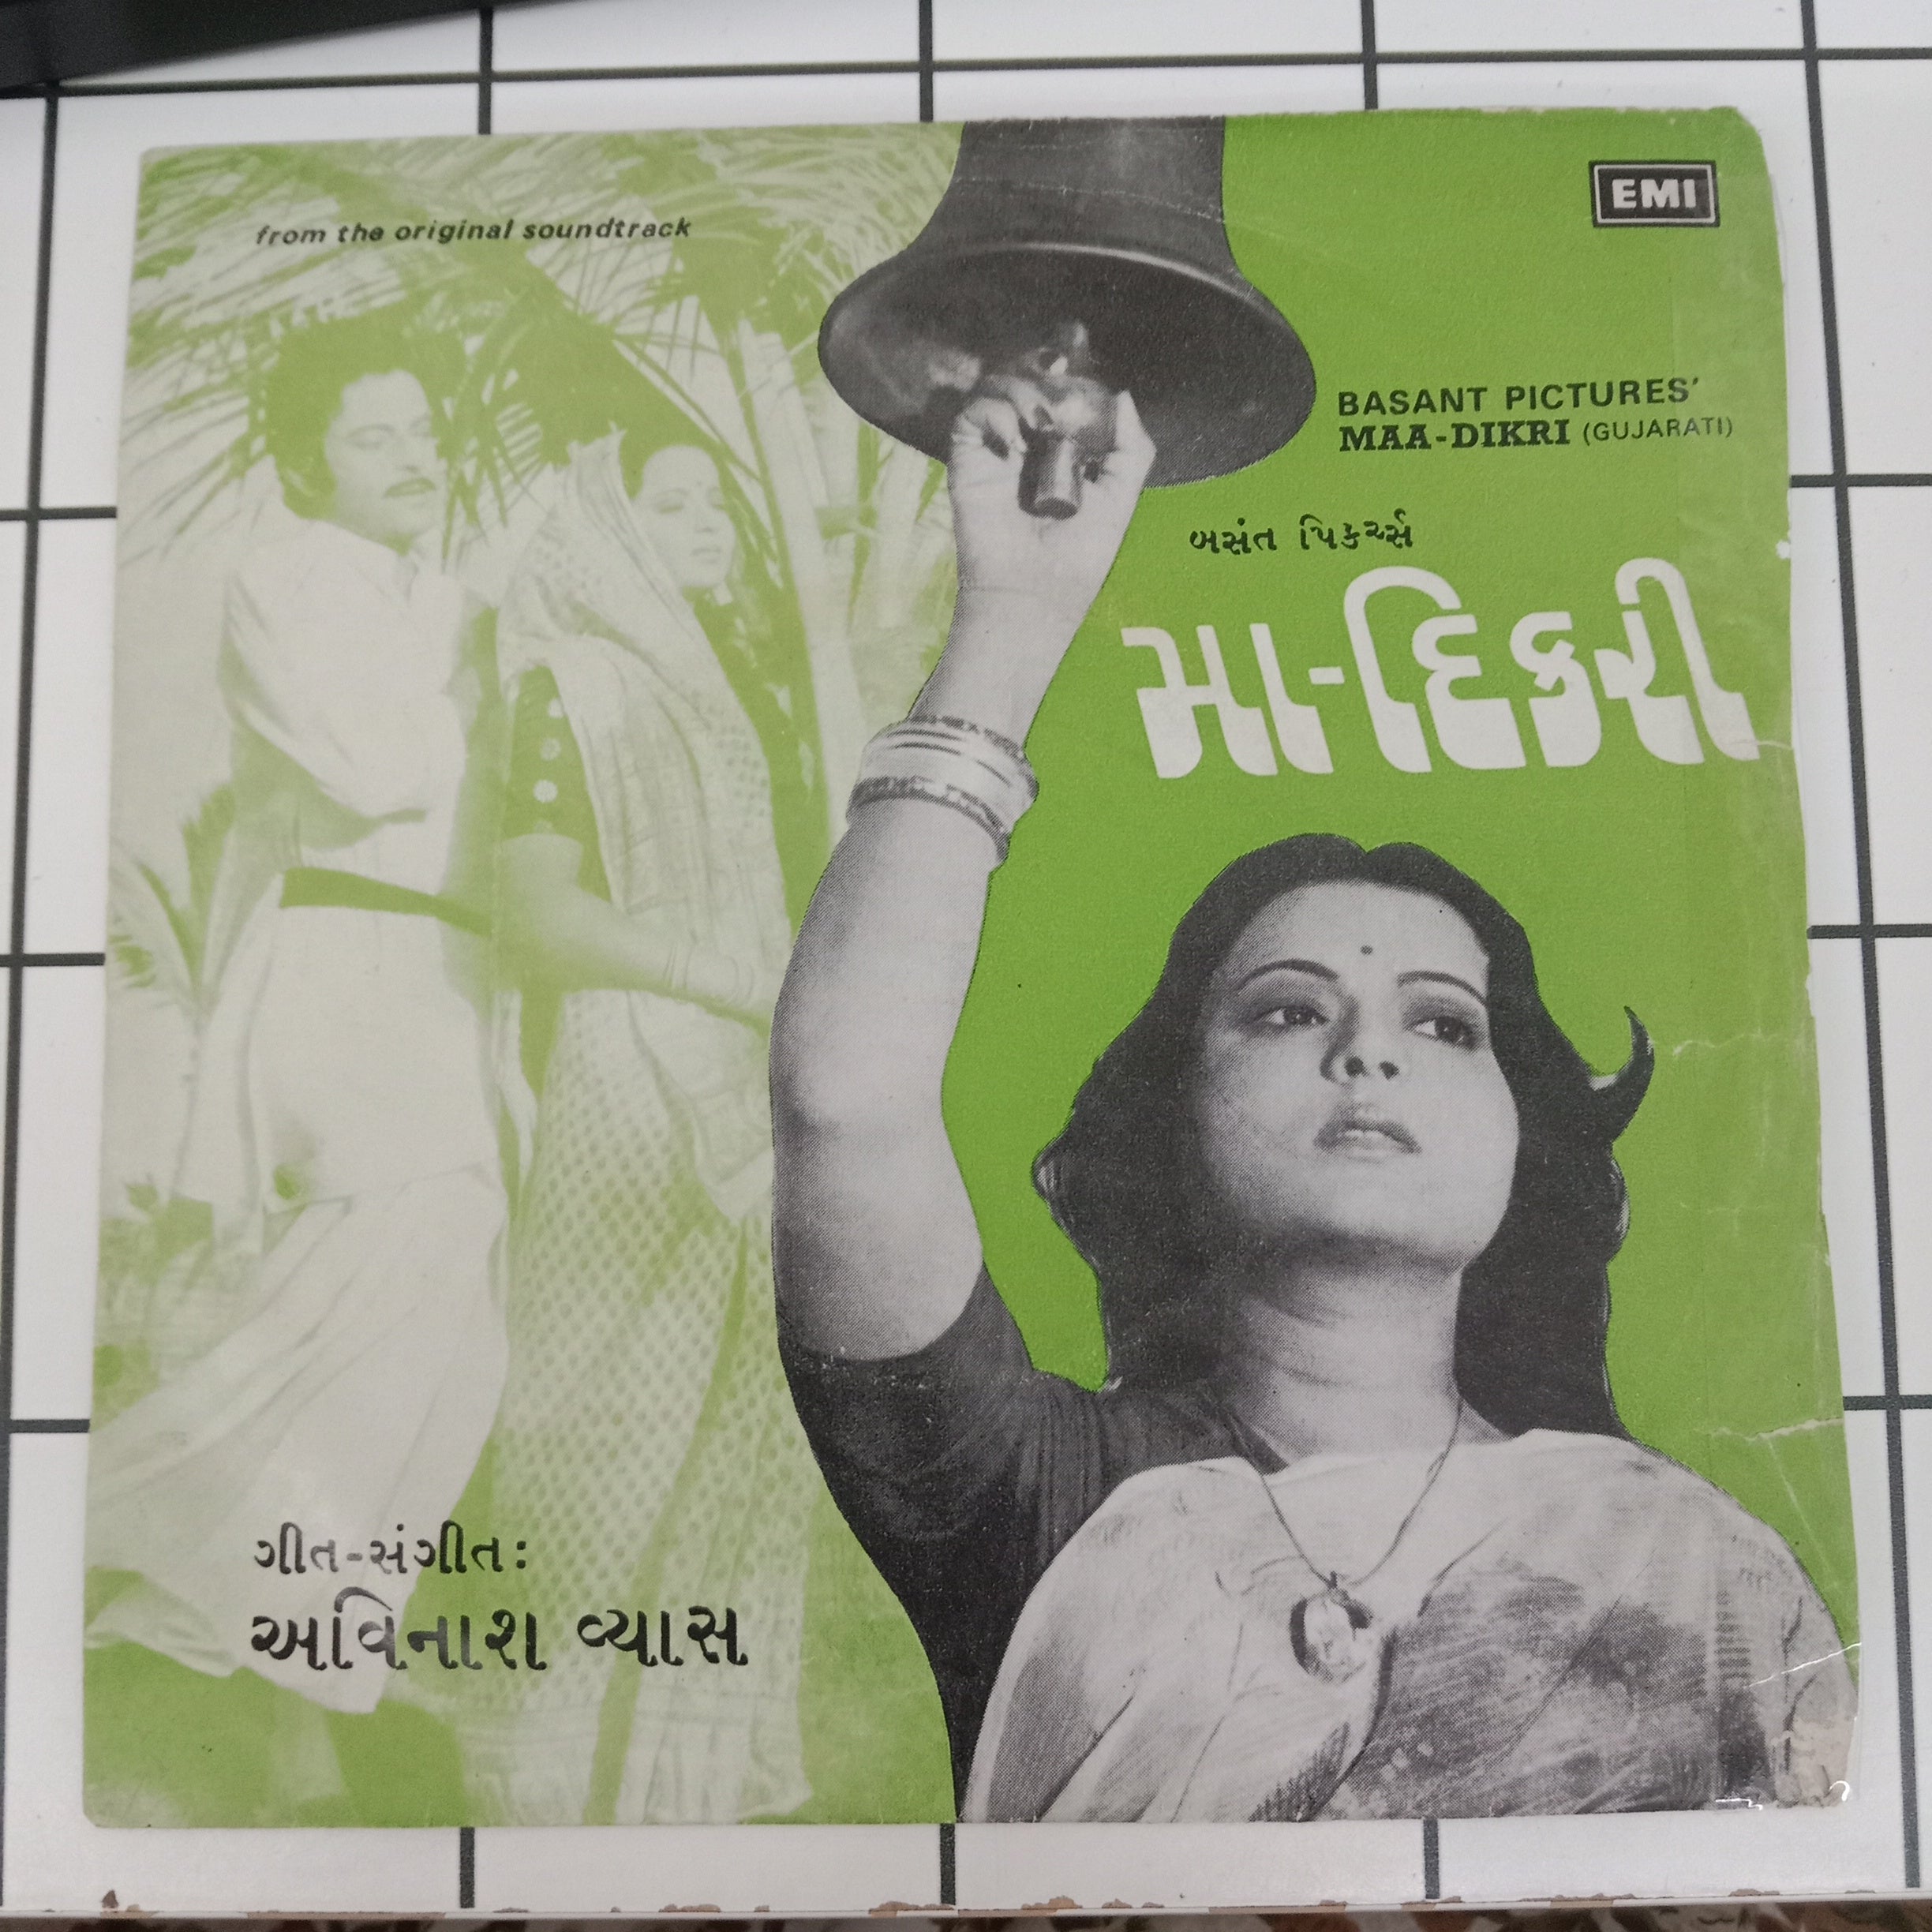 from the original soundtrack
EMI
BASANT PICTURES'
MAA-DIKRI (GUJARATI)
બસંત પિકચર્સ
મા-દિકરી
ગીત-સંગીત:
અવિનાશ વ્યાસ